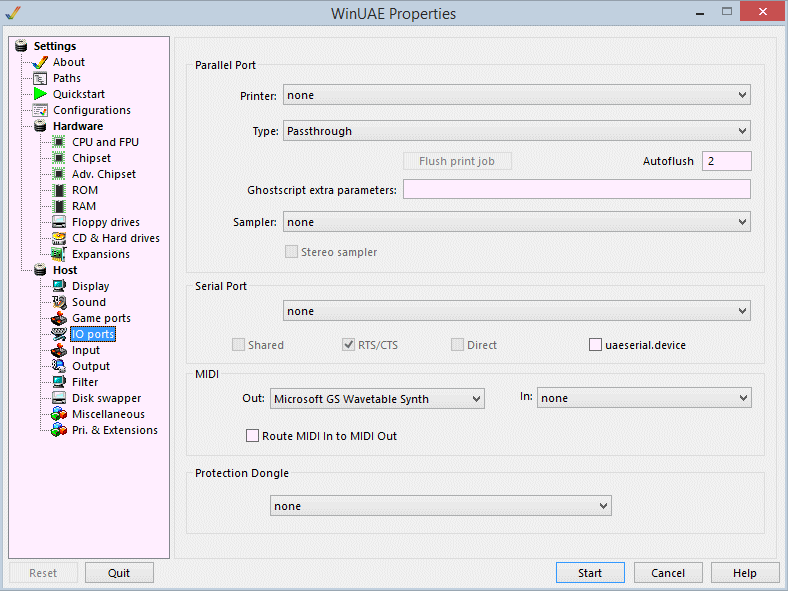 WinUAE Properties
Settings
About
Paths
Quickstart
Configurations
Hardware
CPU and FPU
Chipset
Adv. Chipset
ROM
RAM
Floppy drives
CD & Hard drives
Expansions
Host
Display
Sound
Game ports
IO ports
Input
Output
Filter
Disk swapper
Miscellaneous
Pri. & Extensions
Parallel Port
Printer: none
Type: Passthrough
Flush print job Autoflush 2
Ghostscript extra parameters:
Sampler: none
Stereo sampler
Serial Port
none
Shared RTS/CTS Direct uaeserial.device
MIDI
Out: Microsoft GS Wavetable Synth In: none
Route MIDI In to MIDI Out
Protection Dongle
none
Reset Quit Start Cancel Help